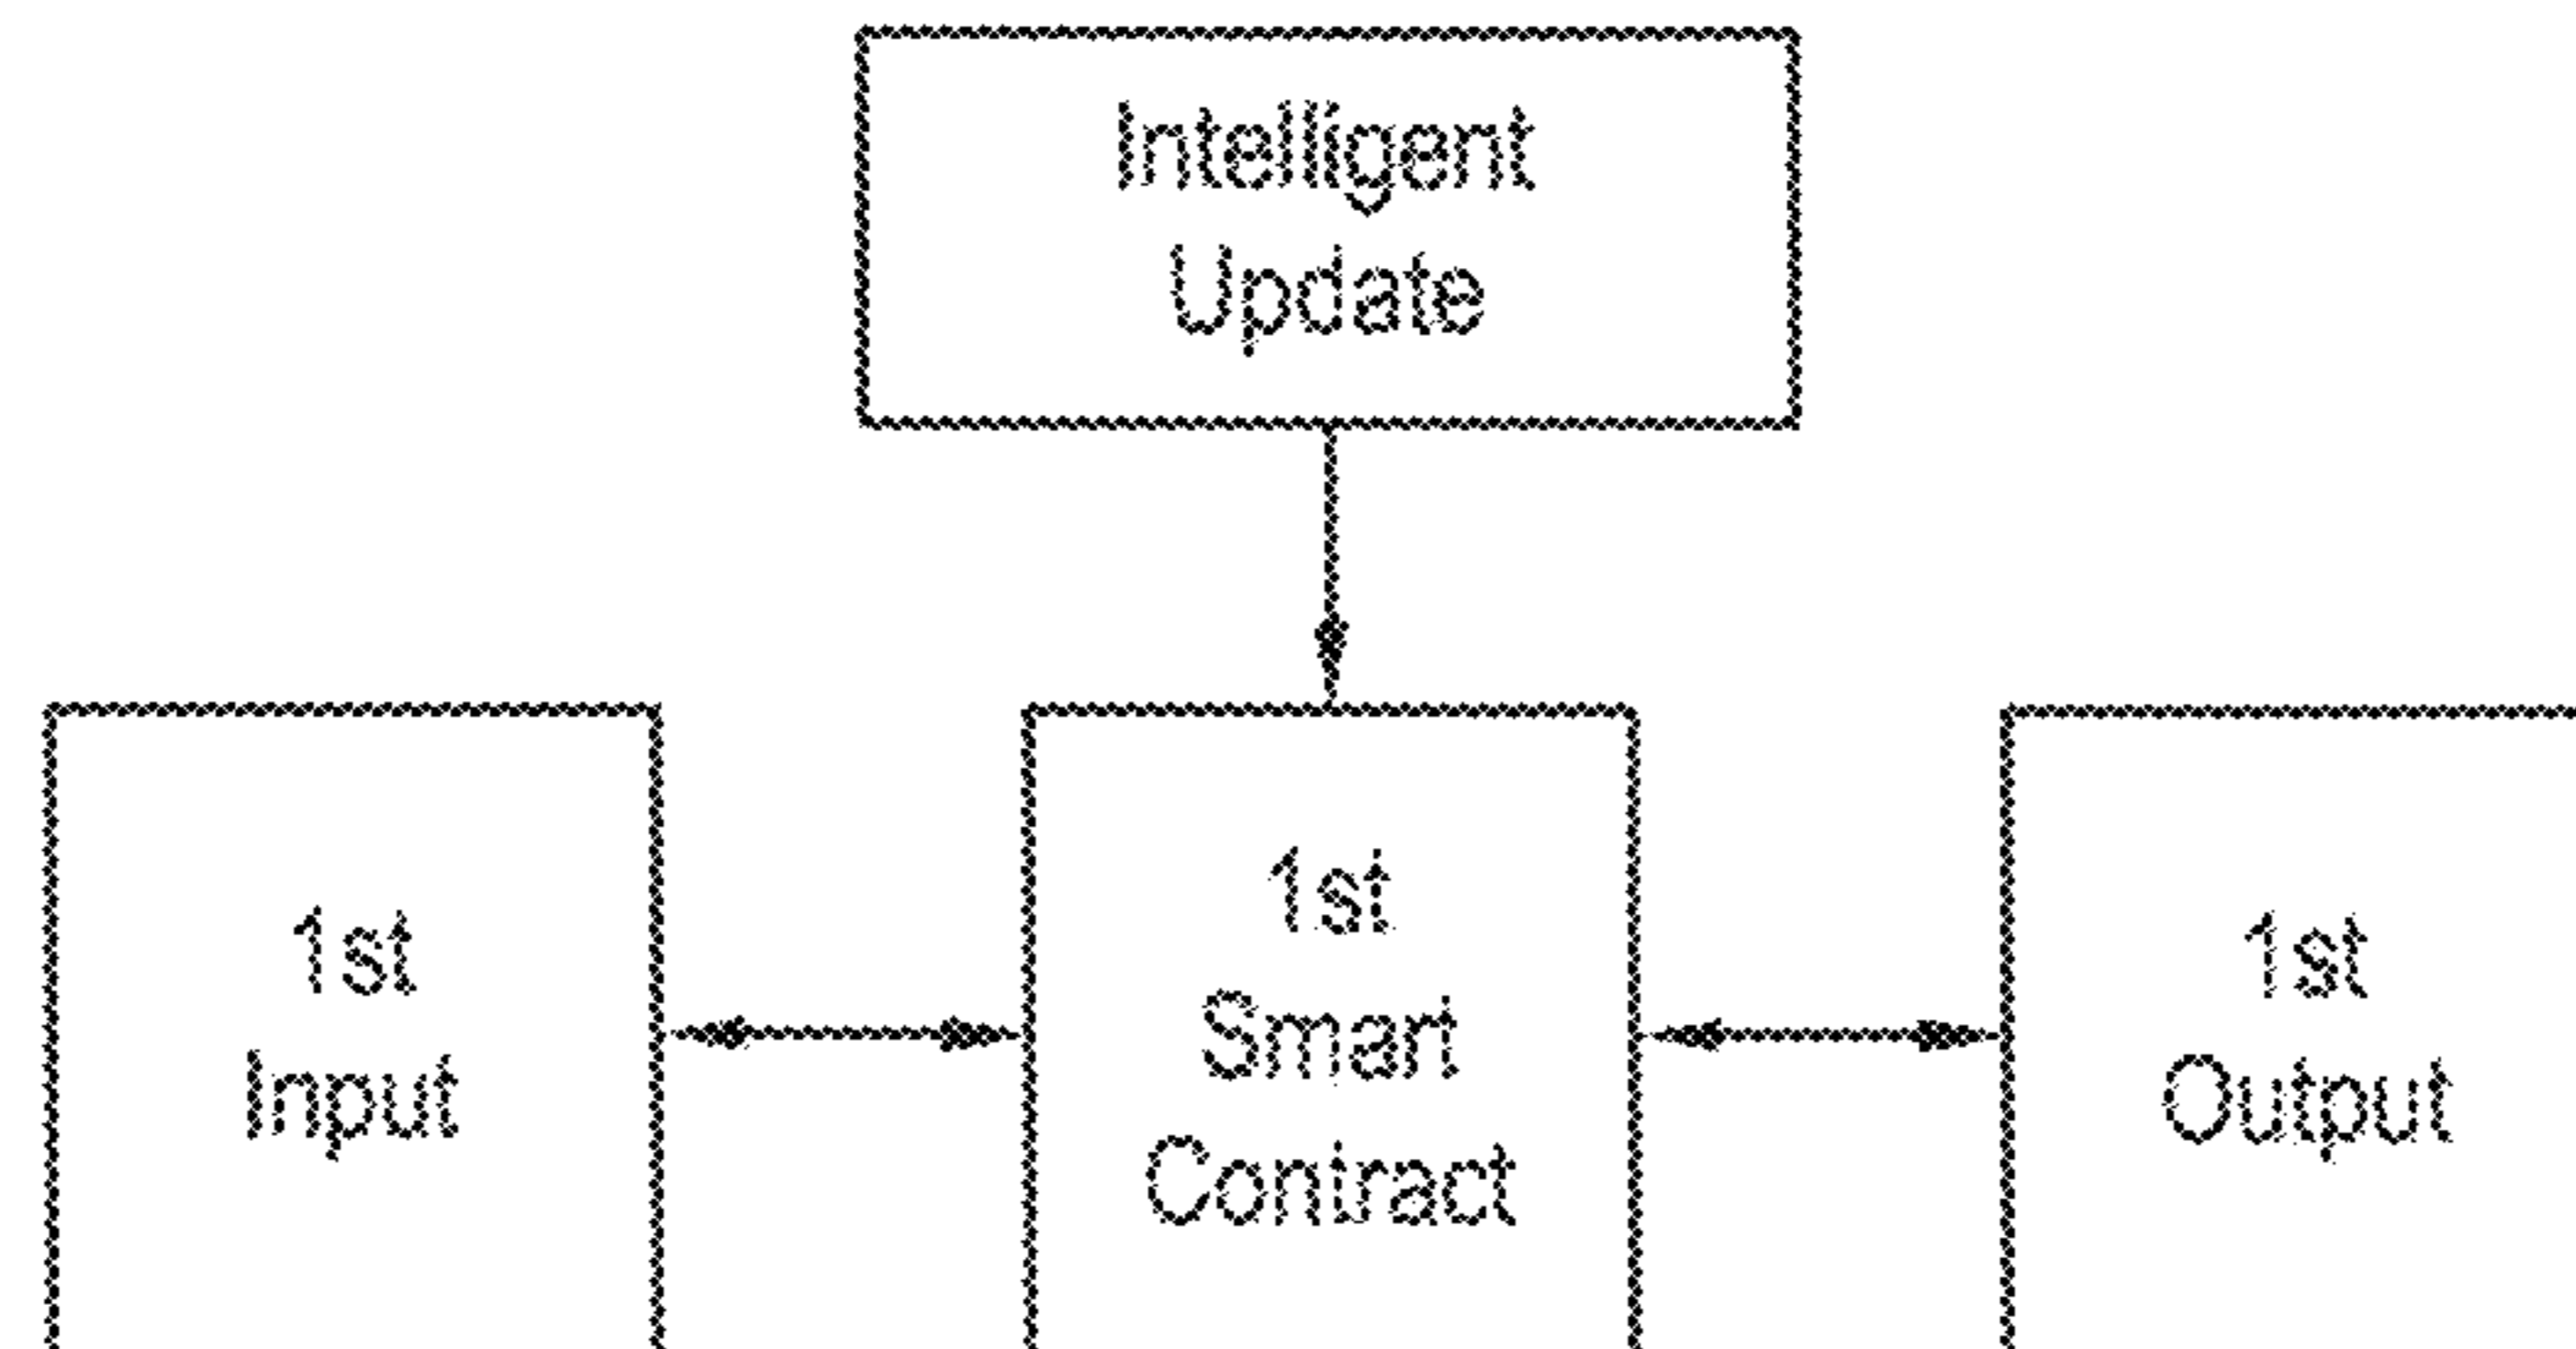 Intelligent
Update
1st
Input
1st
Smart
Contract
1st
Output